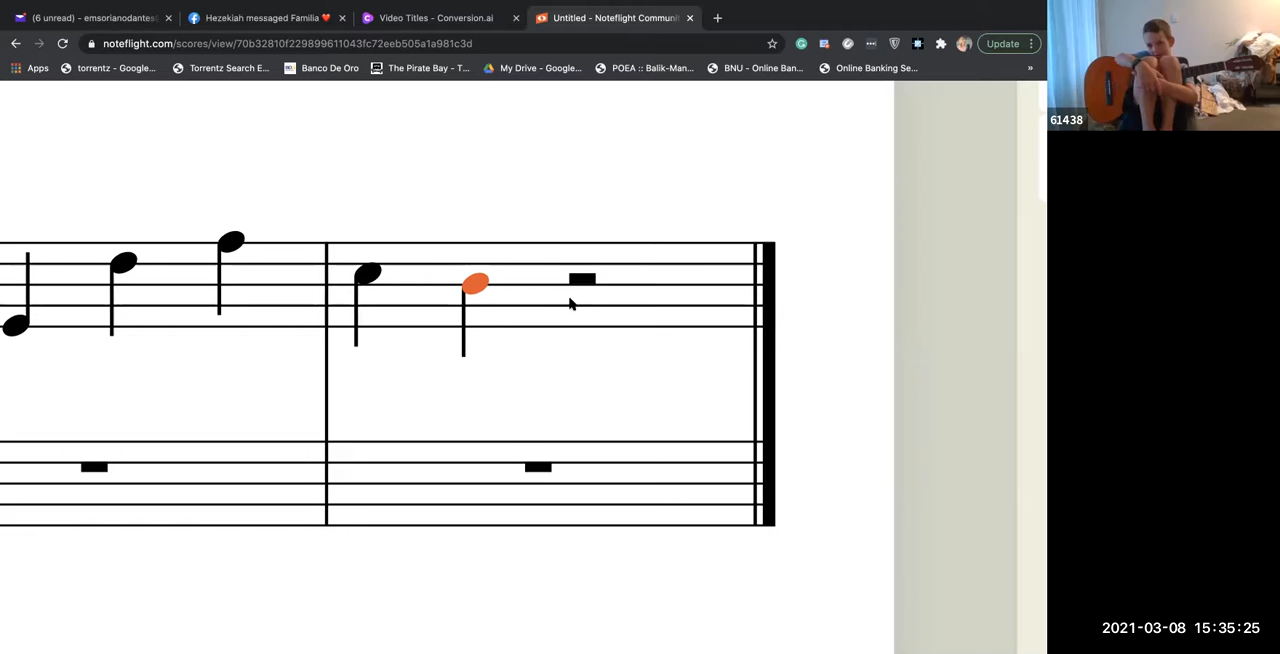 (6 unread) - emsorianodantes
Hezekiah messaged Familia ❤️
Video Titles - Conversion.ai
Untitled - Noteflight Communi
noteflight.com/scores/view/70b32810f229899611043fc72eeb505a1a981c3d
Update
Apps
torrentz - Google...
Torrentz Search E...
Banco De Oro
The Pirate Bay - T...
My Drive - Google...
POEA :: Balik-Man...
BNU - Online Ban...
Online Banking Se...
»
61438
2021-03-08 15:35:25